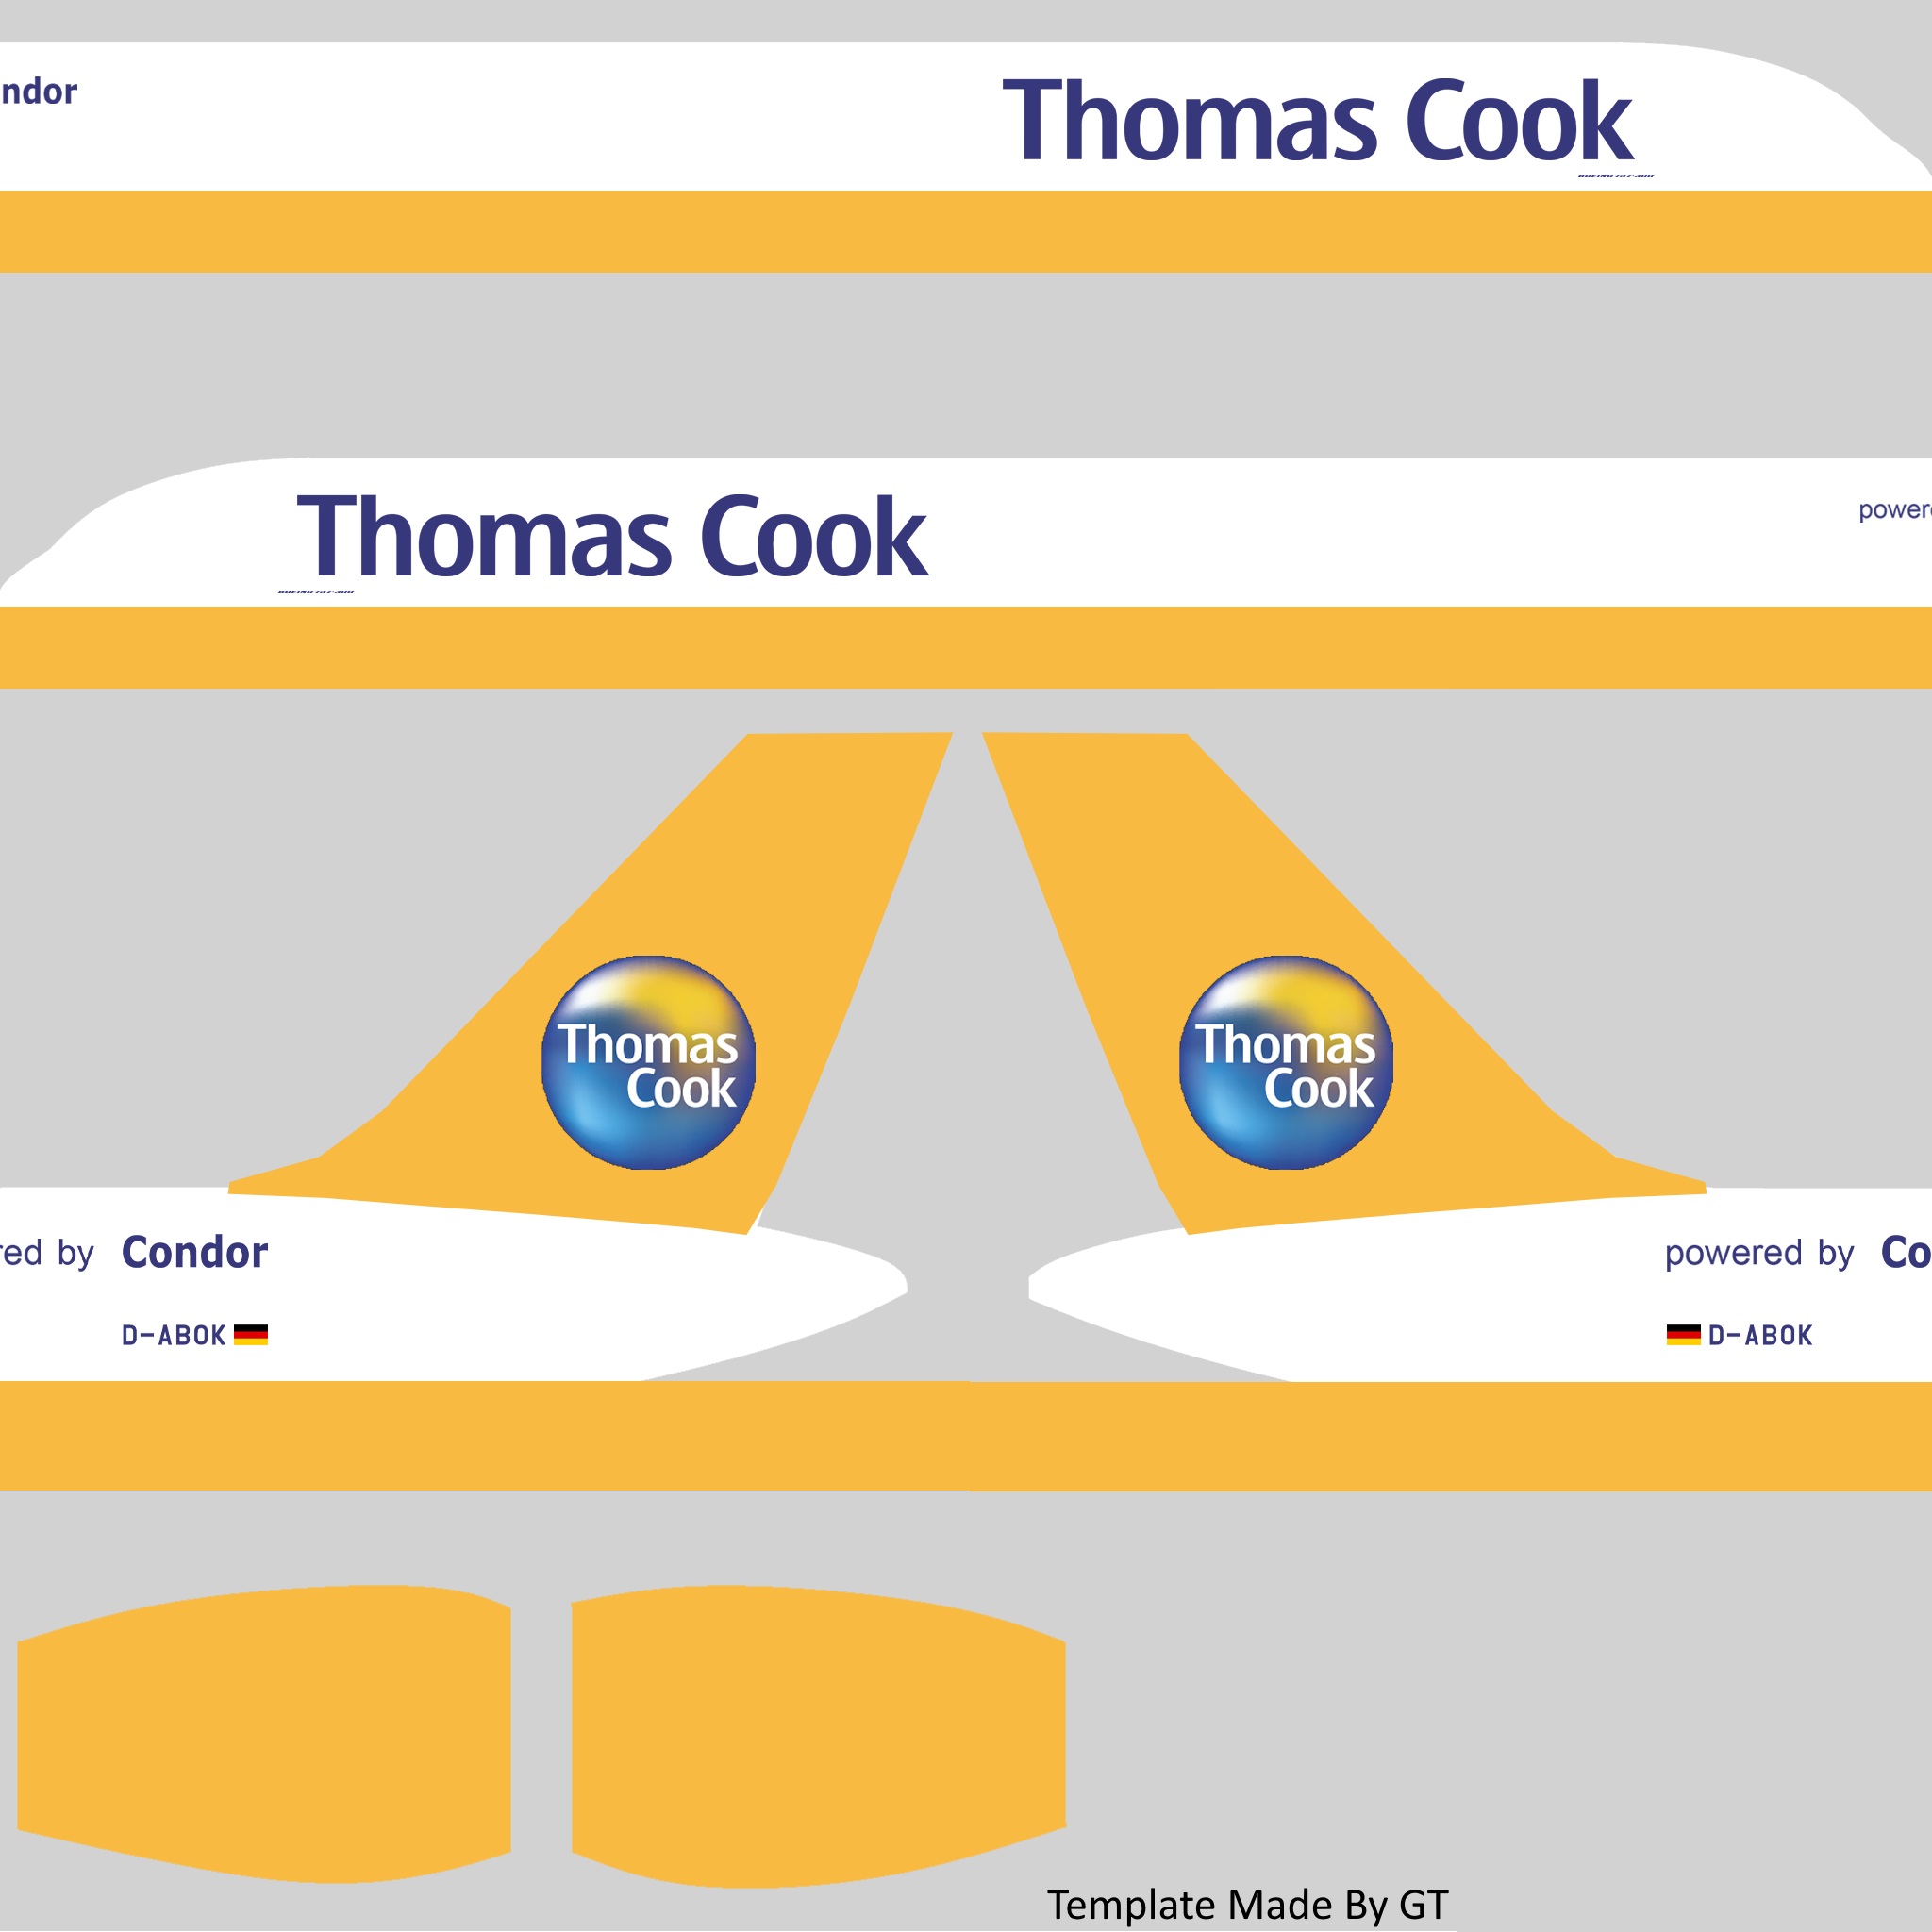 ndor
Thomas Cook
BOEING 757-300
Thomas Cook
BOEING 757-300
power
Thomas
Cook
Thomas
Cook
red by Condor
powered by Co
D-ABOK
D-ABOK
Template Made By GT